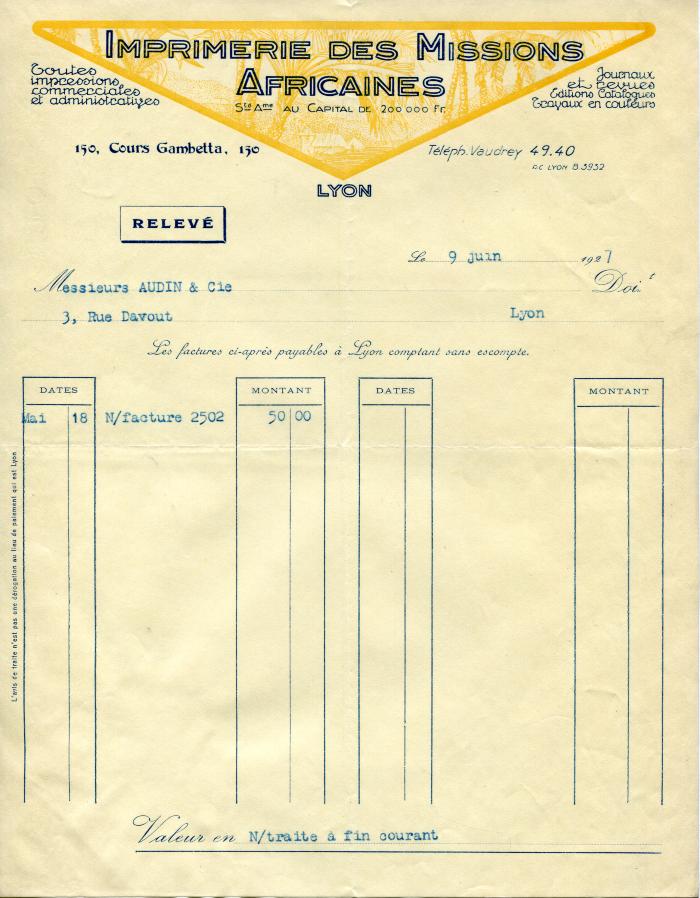 IMPRIMERIE DES MISSIONS
AFRICAINES
Sté Ame AU CAPITAL DE 200 000 Fr.
Toutes
impressions
commerciales
et administratives
Journaux
et Revues
Editions Catalogues
Travaux en couleurs
150, Cours Gambetta, 150
Téléph. Vaudrey 49.40
R.C. LYON B.3952
LYON
RELEVÉ
Le 9 juin 1927
Messieurs AUDIN & Cie Doit
3, Rue Davout Lyon
Les factures ci-après payables à Lyon comptant sans escompte.
DATES MONTANT DATES MONTANT
Mai 18 N/facture 2502 50 00
L'avis de traite n'est pas une dérogation au lieu de paiement qui est Lyon
Valeur en N/traite à fin courant